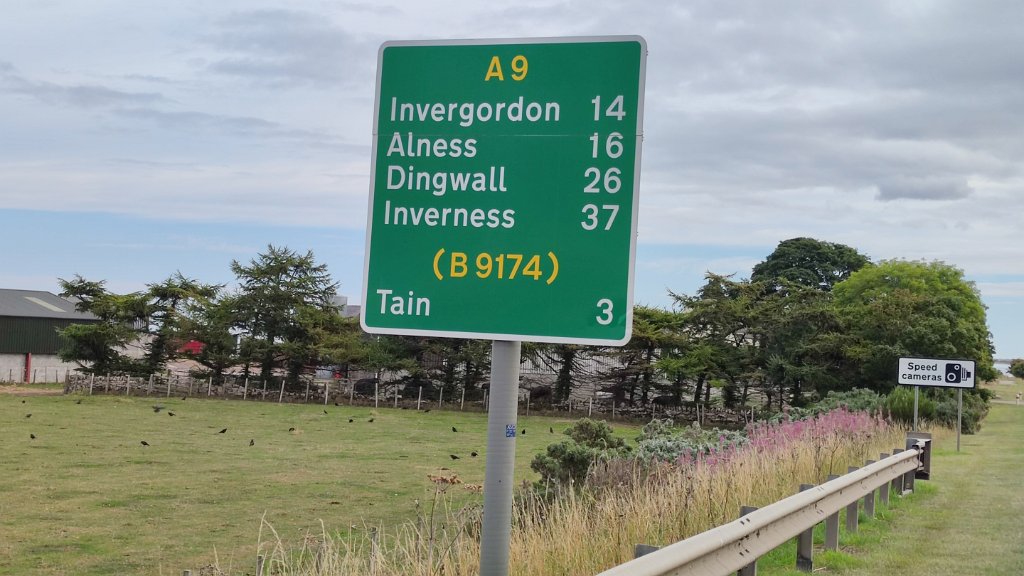 A9
Invergordon 14
Alness 16
Dingwall 26
Inverness 37
(B 9174)
Tain 3
Speed
cameras